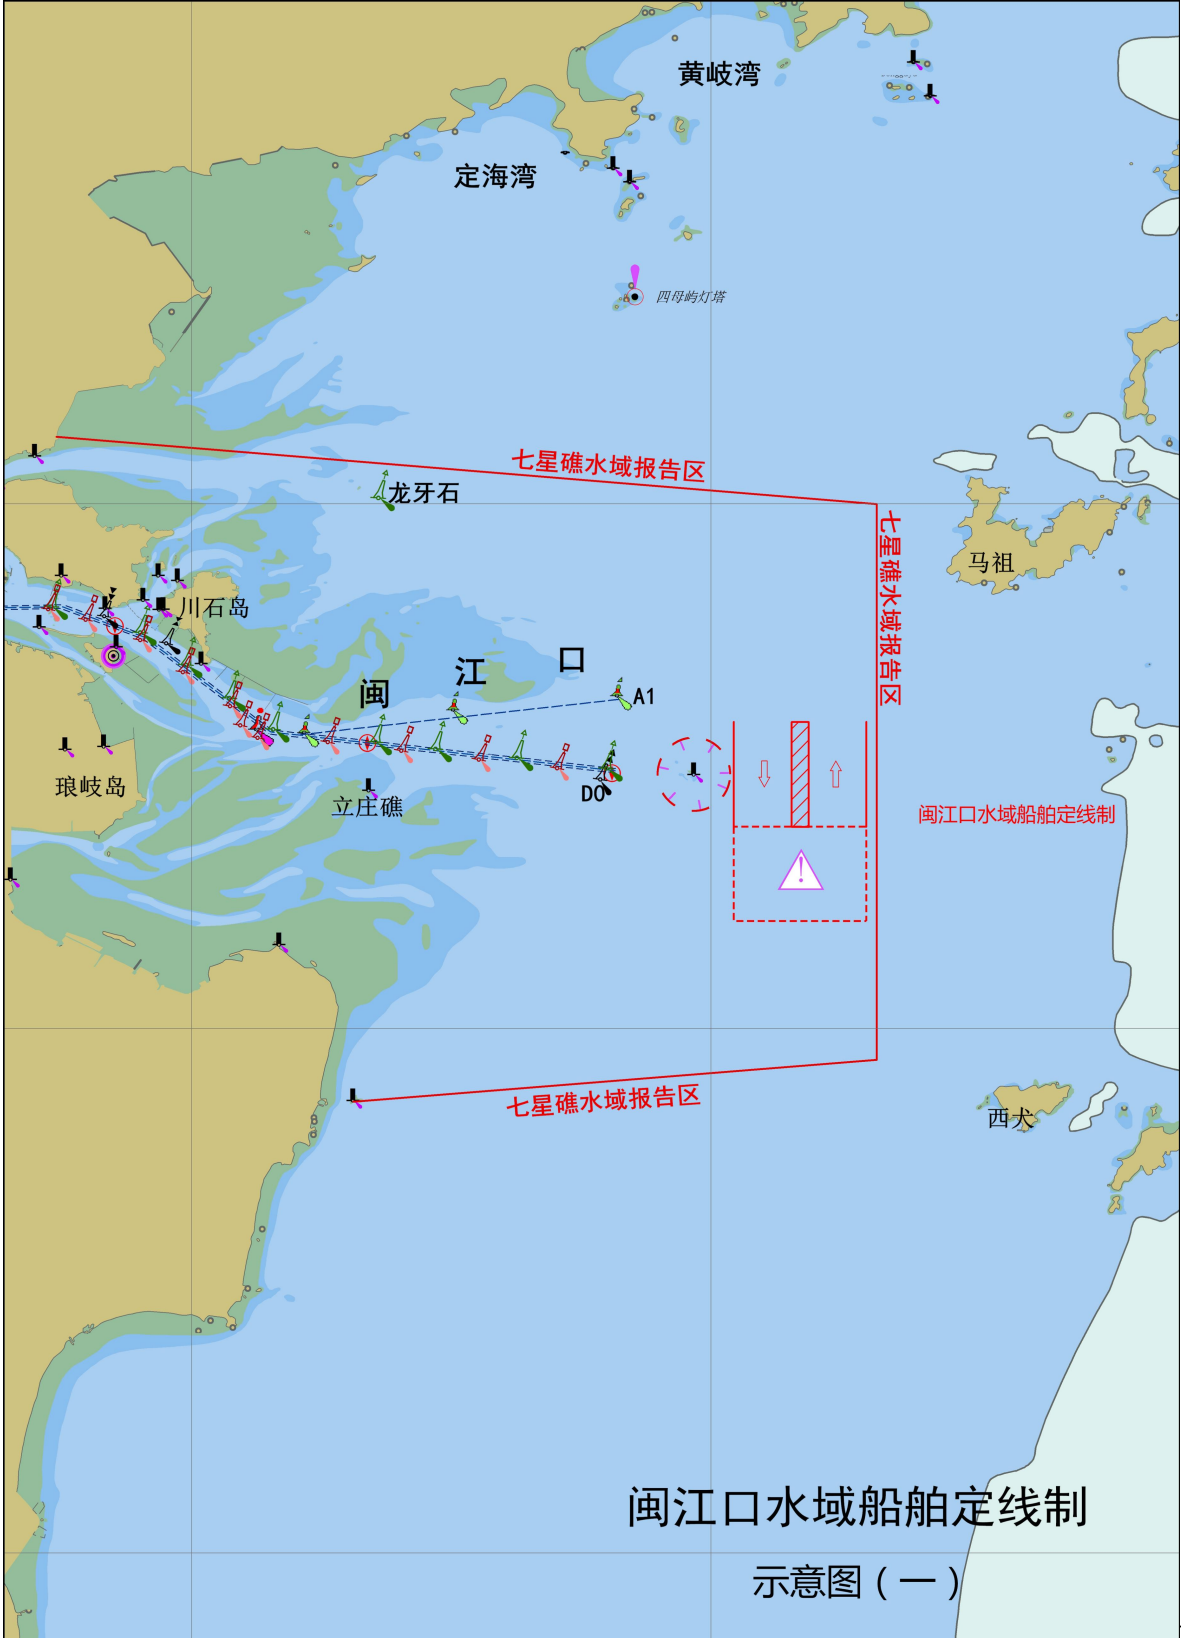 黄岐湾
定海湾
四母屿灯塔
七星礁水域报告区
龙牙石
七星礁水域报告区
马祖
川石岛
闽 江 口
A1
琅岐岛
立庄礁
D0
闽江口水域船舶定线制
七星礁水域报告区
西犬
闽江口水域船舶定线制
示意图（一）